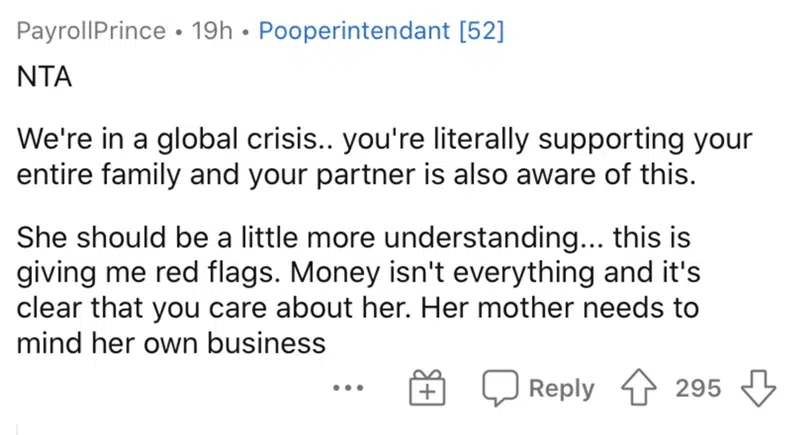 PayrollPrince • 19h • Pooperintendant [52]
NTA
We're in a global crisis.. you're literally supporting your
entire family and your partner is also aware of this.
She should be a little more understanding... this is
giving me red flags. Money isn't everything and it's
clear that you care about her. Her mother needs to
mind her own business
Reply 295